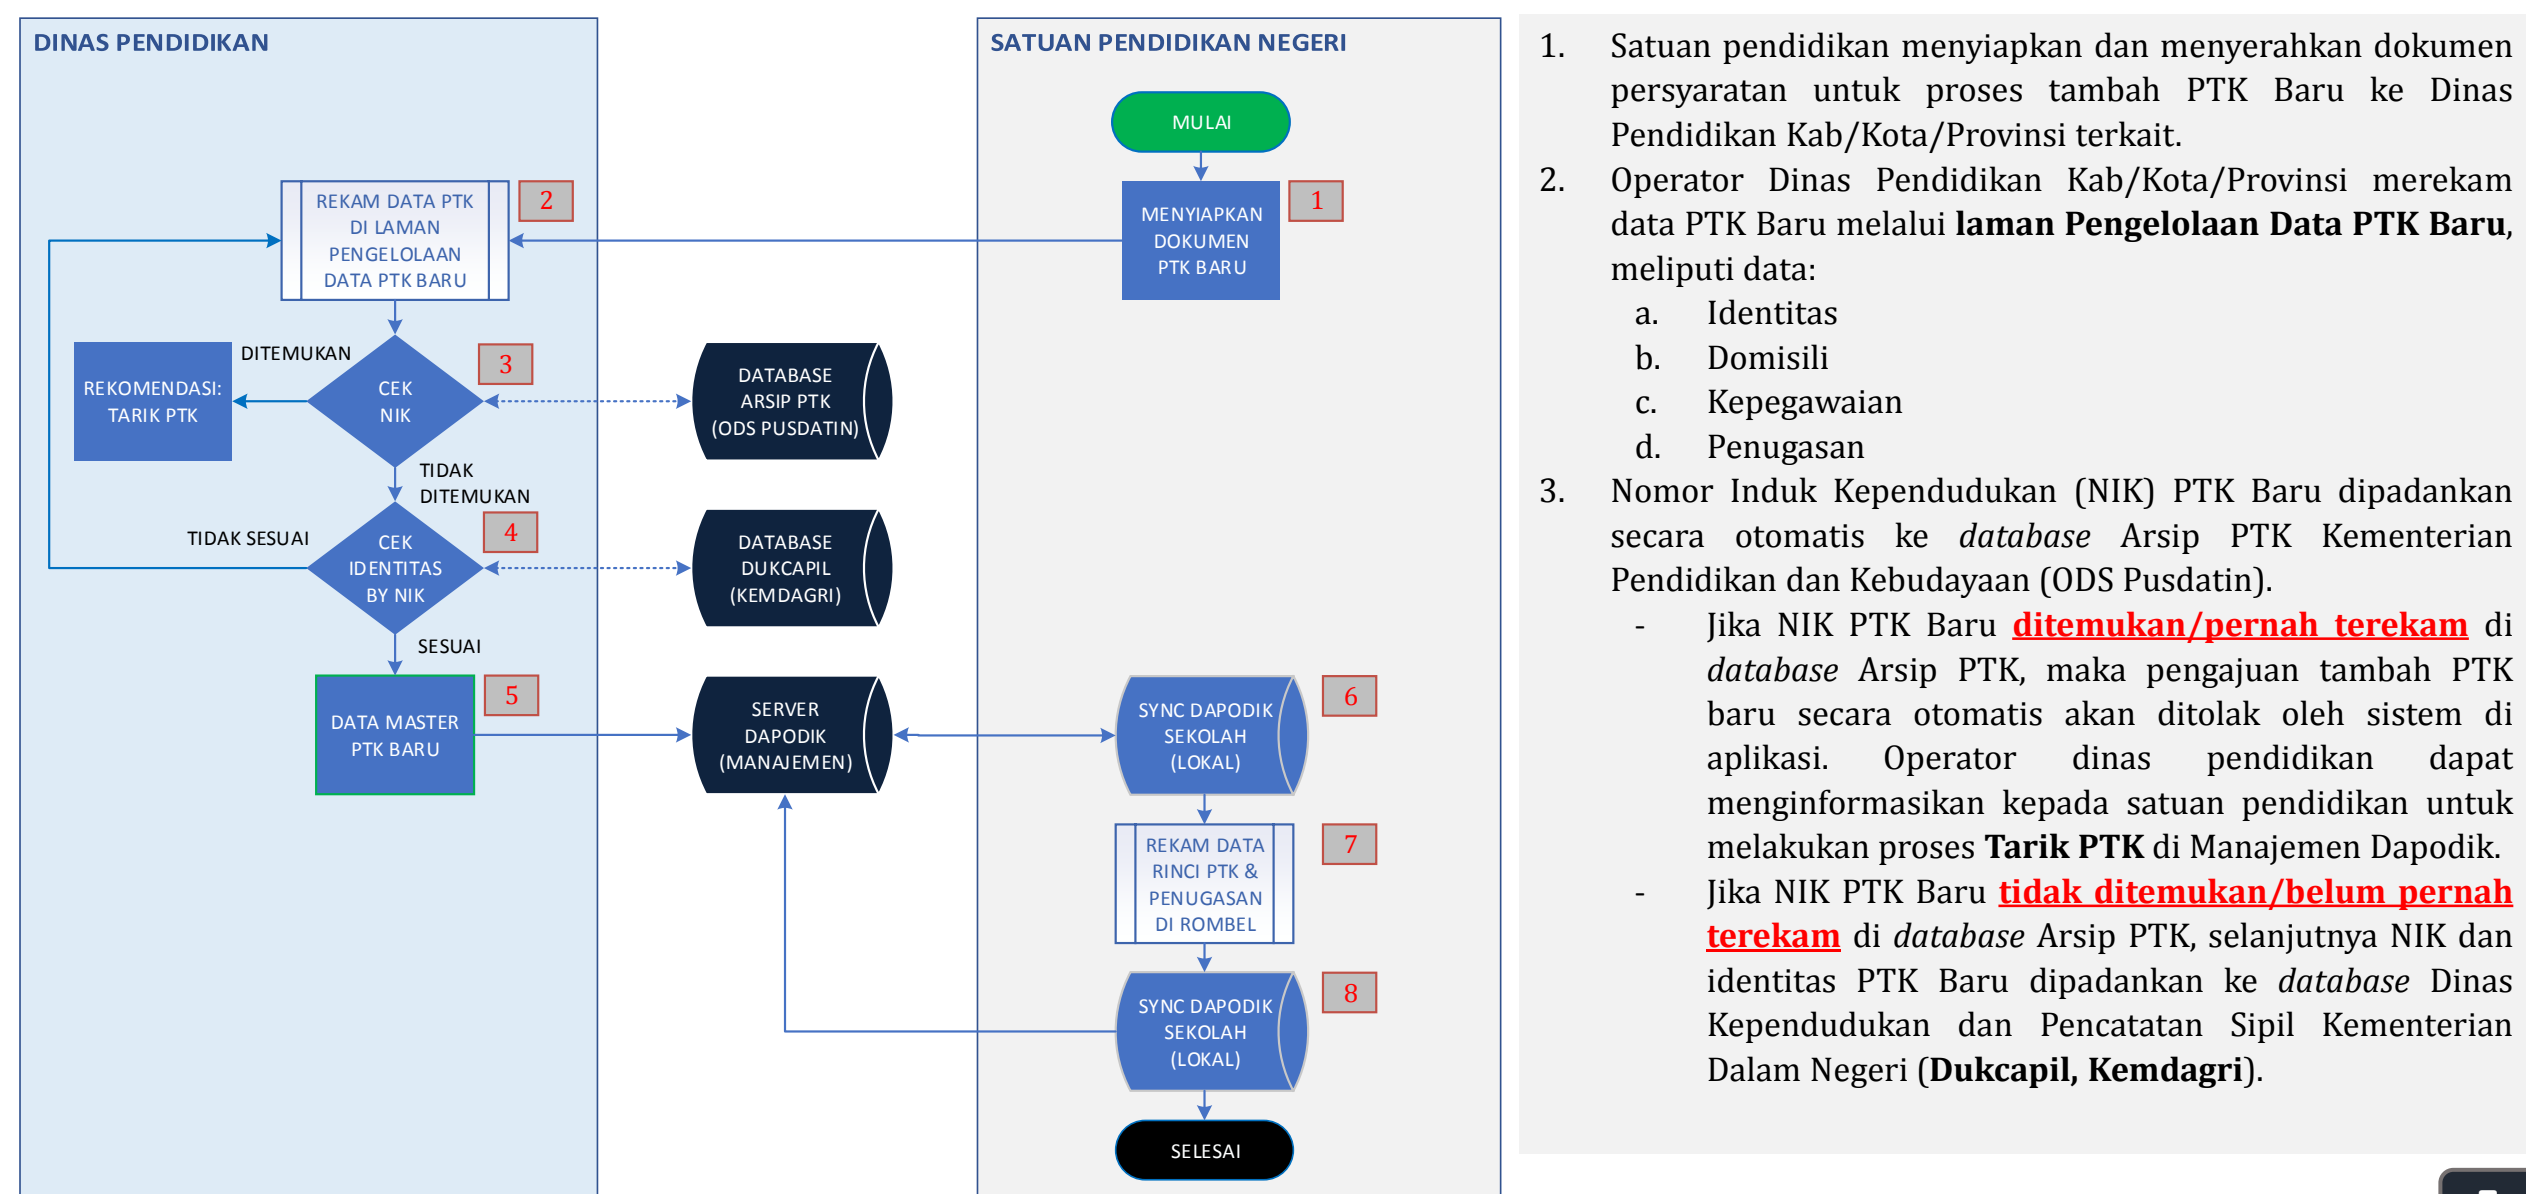 DINAS PENDIDIKAN
SATUAN PENDIDIKAN NEGERI
MULAI
MENYIAPKAN
DOKUMEN
PTK BARU
1
REKAM DATA PTK
DI LAMAN
PENGELOLAAN
DATA PTK BARU
2
CEK
NIK
3
DITEMUKAN
REKOMENDASI:
TARIK PTK
DATABASE
ARSIP PTK
(ODS PUSDATIN)
TIDAK
DITEMUKAN
CEK
IDENTITAS
BY NIK
4
TIDAK SESUAI
DATABASE
DUKCAPIL
(KEMDAGRI)
SESUAI
DATA MASTER
PTK BARU
5
SERVER
DAPODIK
(MANAJEMEN)
SYNC DAPODIK
SEKOLAH
(LOKAL)
6
REKAM DATA
RINCI PTK &
PENUGASAN
DI ROMBEL
7
SYNC DAPODIK
SEKOLAH
(LOKAL)
8
SELESAI
1. Satuan pendidikan menyiapkan dan menyerahkan dokumen
persyaratan untuk proses tambah PTK Baru ke Dinas
Pendidikan Kab/Kota/Provinsi terkait.
2. Operator Dinas Pendidikan Kab/Kota/Provinsi merekam
data PTK Baru melalui laman Pengelolaan Data PTK Baru,
meliputi data:
a. Identitas
b. Domisili
c. Kepegawaian
d. Penugasan
3. Nomor Induk Kependudukan (NIK) PTK Baru dipadankan
secara otomatis ke database Arsip PTK Kementerian
Pendidikan dan Kebudayaan (ODS Pusdatin).
- Jika NIK PTK Baru ditemukan/pernah terekam di
database Arsip PTK, maka pengajuan tambah PTK
baru secara otomatis akan ditolak oleh sistem di
aplikasi. Operator dinas pendidikan dapat
menginformasikan kepada satuan pendidikan untuk
melakukan proses Tarik PTK di Manajemen Dapodik.
- Jika NIK PTK Baru tidak ditemukan/belum pernah
terekam di database Arsip PTK, selanjutnya NIK dan
identitas PTK Baru dipadankan ke database Dinas
Kependudukan dan Pencatatan Sipil Kementerian
Dalam Negeri (Dukcapil, Kemdagri).